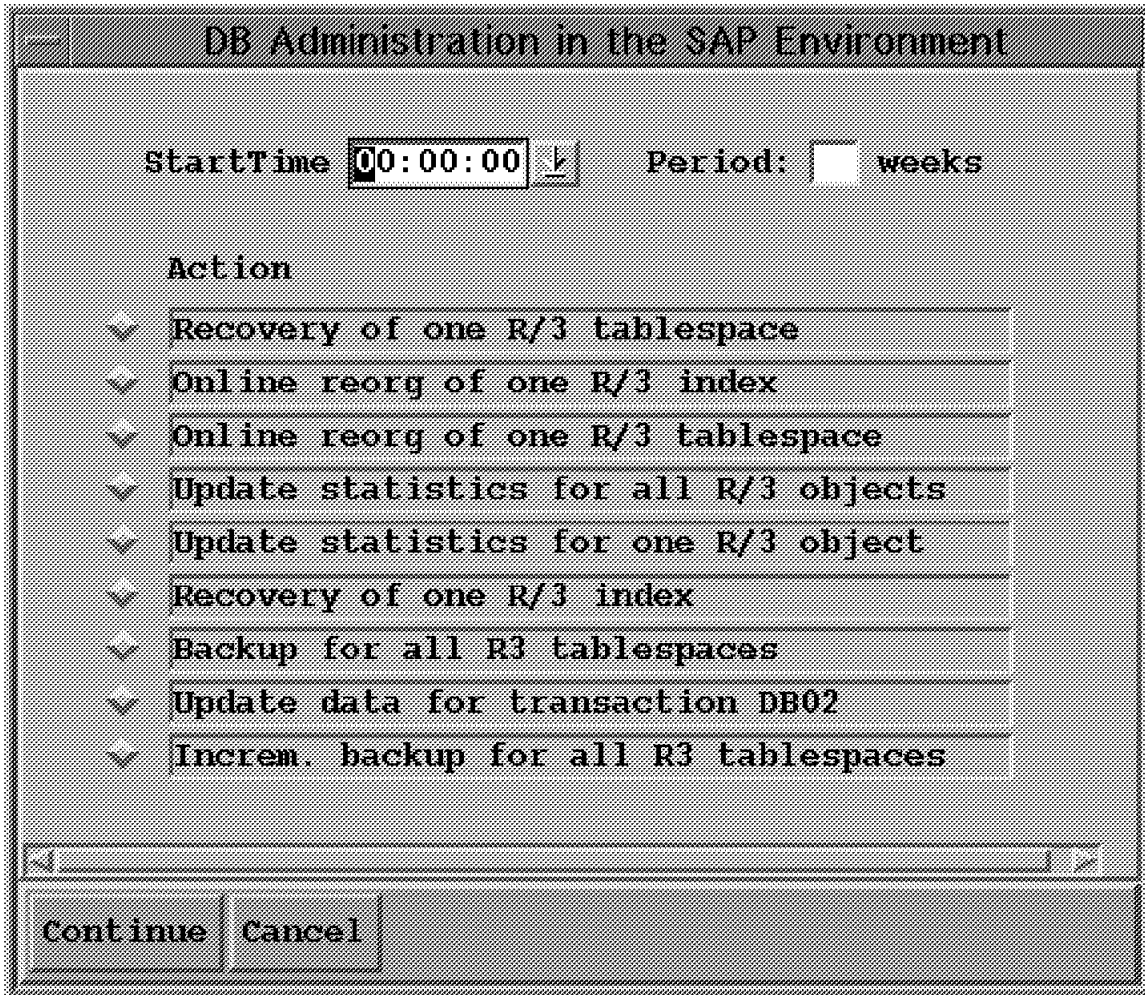 DB Administration in the SAP Environment
StartTime 00:00:00 Period: weeks
Action
Recovery of one R/3 tablespace
Online reorg of one R/3 index
Online reorg of one R/3 tablespace
Update statistics for all R/3 objects
Update statistics for one R/3 object
Recovery of one R/3 index
Backup for all R3 tablespaces
Update data for transaction DB02
Increm. backup for all R3 tablespaces
Continue Cancel